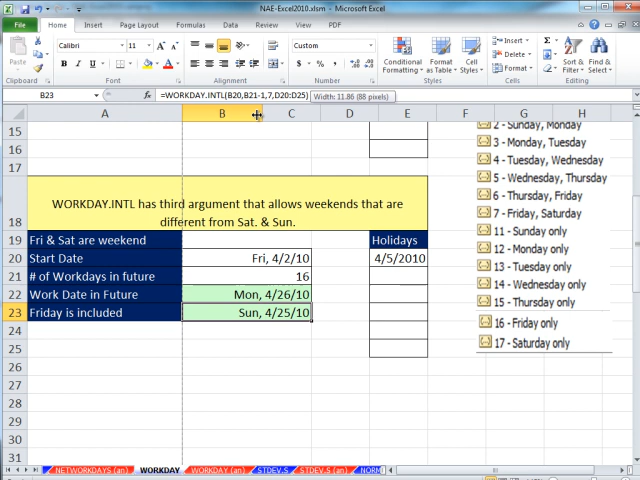 NAE-Excel2010.xlsm - Microsoft Excel
File Home Insert Page Layout Formulas Data Review View PDF
Calibri 11 Custom Insert
Delete
Format
Paste Conditional Formatting Format as Table Cell Styles Sort & Filter Find & Select
Clipboard Font Alignment Number Styles Cells Editing
B23 fx =WORKDAY.INTL(B20,B21-1,7,D20:D25) Width: 11.86 (88 pixels)
A B C D E F G H
15 2 - Sunday, Monday
16 3 - Monday, Tuesday
17 4 - Tuesday, Wednesday
5 - Wednesday, Thursday
6 - Thursday, Friday
18 WORKDAY.INTL has third argument that allows weekends that are
different from Sat. & Sun.
7 - Friday, Saturday
11 - Sunday only
19 Fri & Sat are weekend Holidays
12 - Monday only
20 Start Date Fri, 4/2/10 4/5/2010
13 - Tuesday only
21 # of Workdays in future 16
14 - Wednesday only
22 Work Date in Future Mon, 4/26/10
15 - Thursday only
23 Friday is included Sun, 4/25/10
16 - Friday only
24
17 - Saturday only
25
26
27
28
29
30
31
NETWORKDAYS (an) WORKDAY WORKDAY (an) STDEV.S STDEV.S (an)